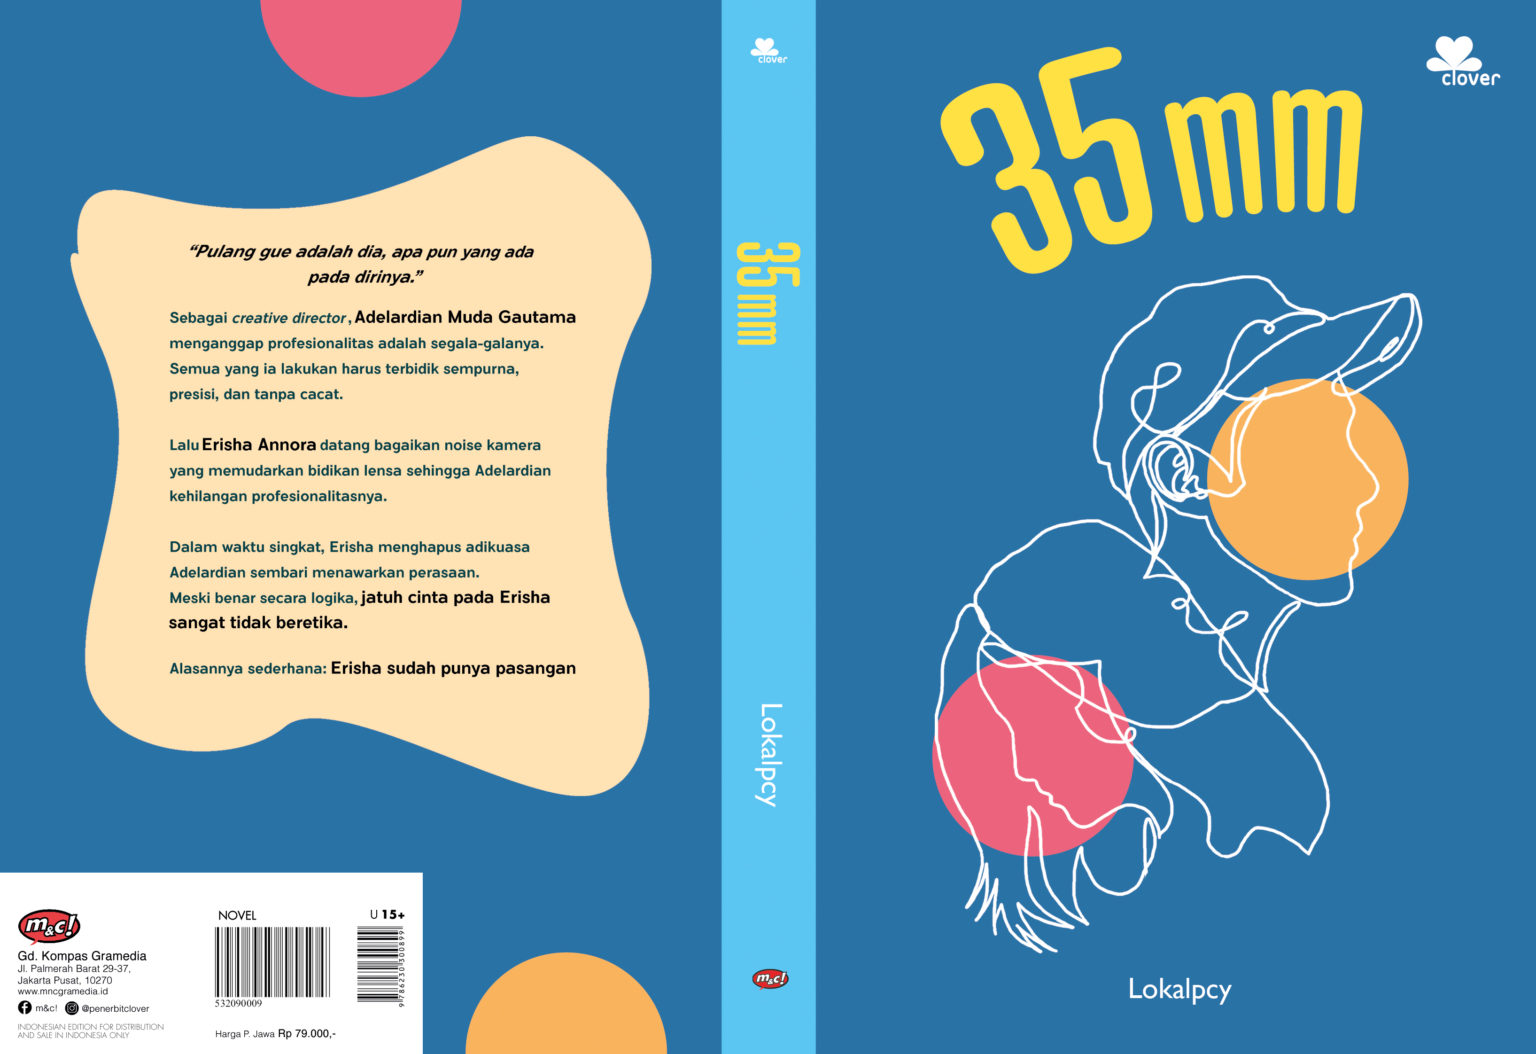 “Pulang gue adalah dia, apa pun yang ada
pada dirinya.”
Sebagai creative director, Adelardian Muda Gautama
menganggap profesionalitas adalah segala-galanya.
Semua yang ia lakukan harus terbidik sempurna,
presisi, dan tanpa cacat.
Lalu Erisha Annora datang bagaikan noise kamera
yang memudarkan bidikan lensa sehingga Adelardian
kehilangan profesionalitasnya.
Dalam waktu singkat, Erisha menghapus adikuasa
Adelardian sembari menawarkan perasaan.
Meski benar secara logika, jatuh cinta pada Erisha
sangat tidak beretika.
Alasannya sederhana: Erisha sudah punya pasangan
m&c!
Gd. Kompas Gramedia
Jl. Palmerah Barat 29-37,
Jakarta Pusat, 10270
www.mncgramedia.id
m&c! @penerbitclover
INDONESIAN EDITION FOR DISTRIBUTION
AND SALE IN INDONESIA ONLY
NOVEL
532090009
U 15+
9786230300899
Harga P. Jawa Rp 79.000,-
clover
35mm
Lokalpcy
m&c!
clover
35mm
Lokalpcy